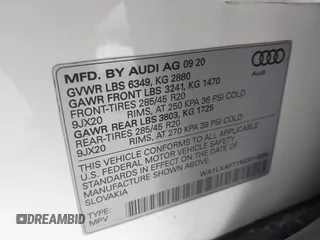 MFD. BY AUDI AG 09 20
GVWR LBS 6349, KG 2880
GAWR FRONT LBS 3241, KG 1470
FRONT-TIRES 285/45 R20
9JX20 RIMS, AT 250 KPA 36 PSI COLD
GAWR REAR LBS 3803, KG 1725
REAR-TIRES 285/45 R20
9JX20 RIMS, AT 270 KPA 39 PSI COLD
THIS VEHICLE CONFORMS TO ALL APPLICABLE
U.S. FEDERAL MOTOR VEHICLE SAFETY
STANDARDS IN EFFECT ON THE DATE OF
MANUFACTURE SHOWN ABOVE
SLOVAKIA
TYPE:
MPV
Audi
DREAMBID